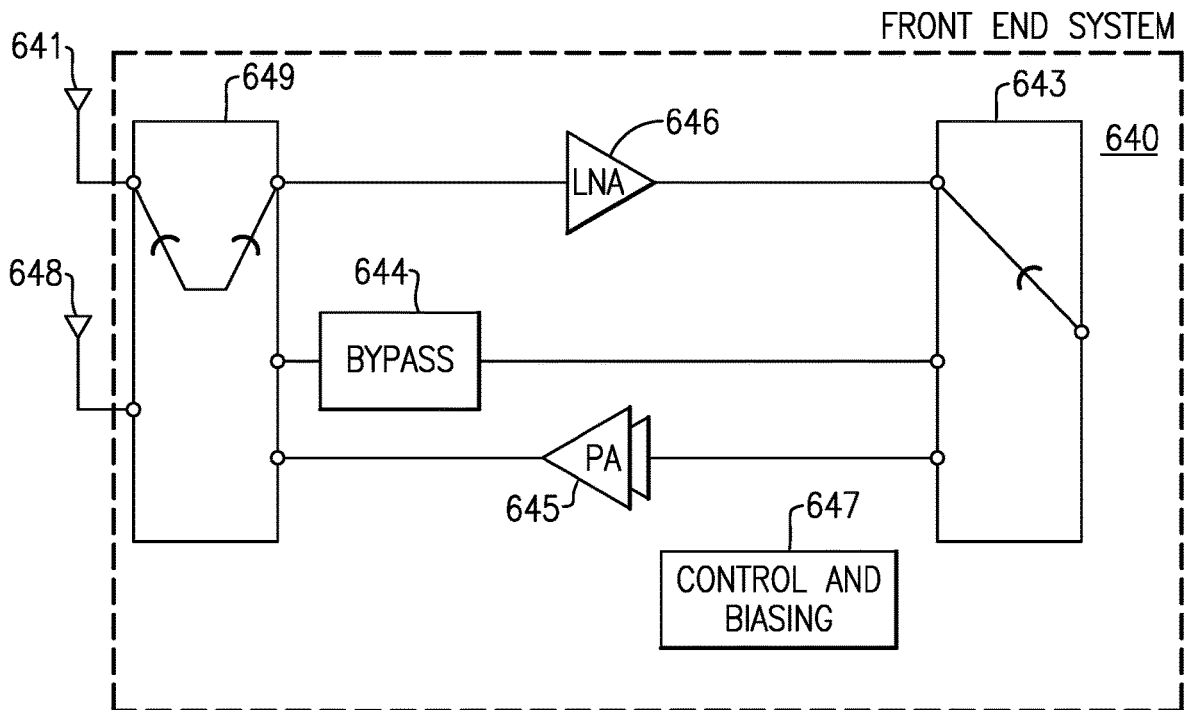 FRONT END SYSTEM
641
649
643
646
640
LNA
648
644
BYPASS
PA
645
647
CONTROL AND
BIASING